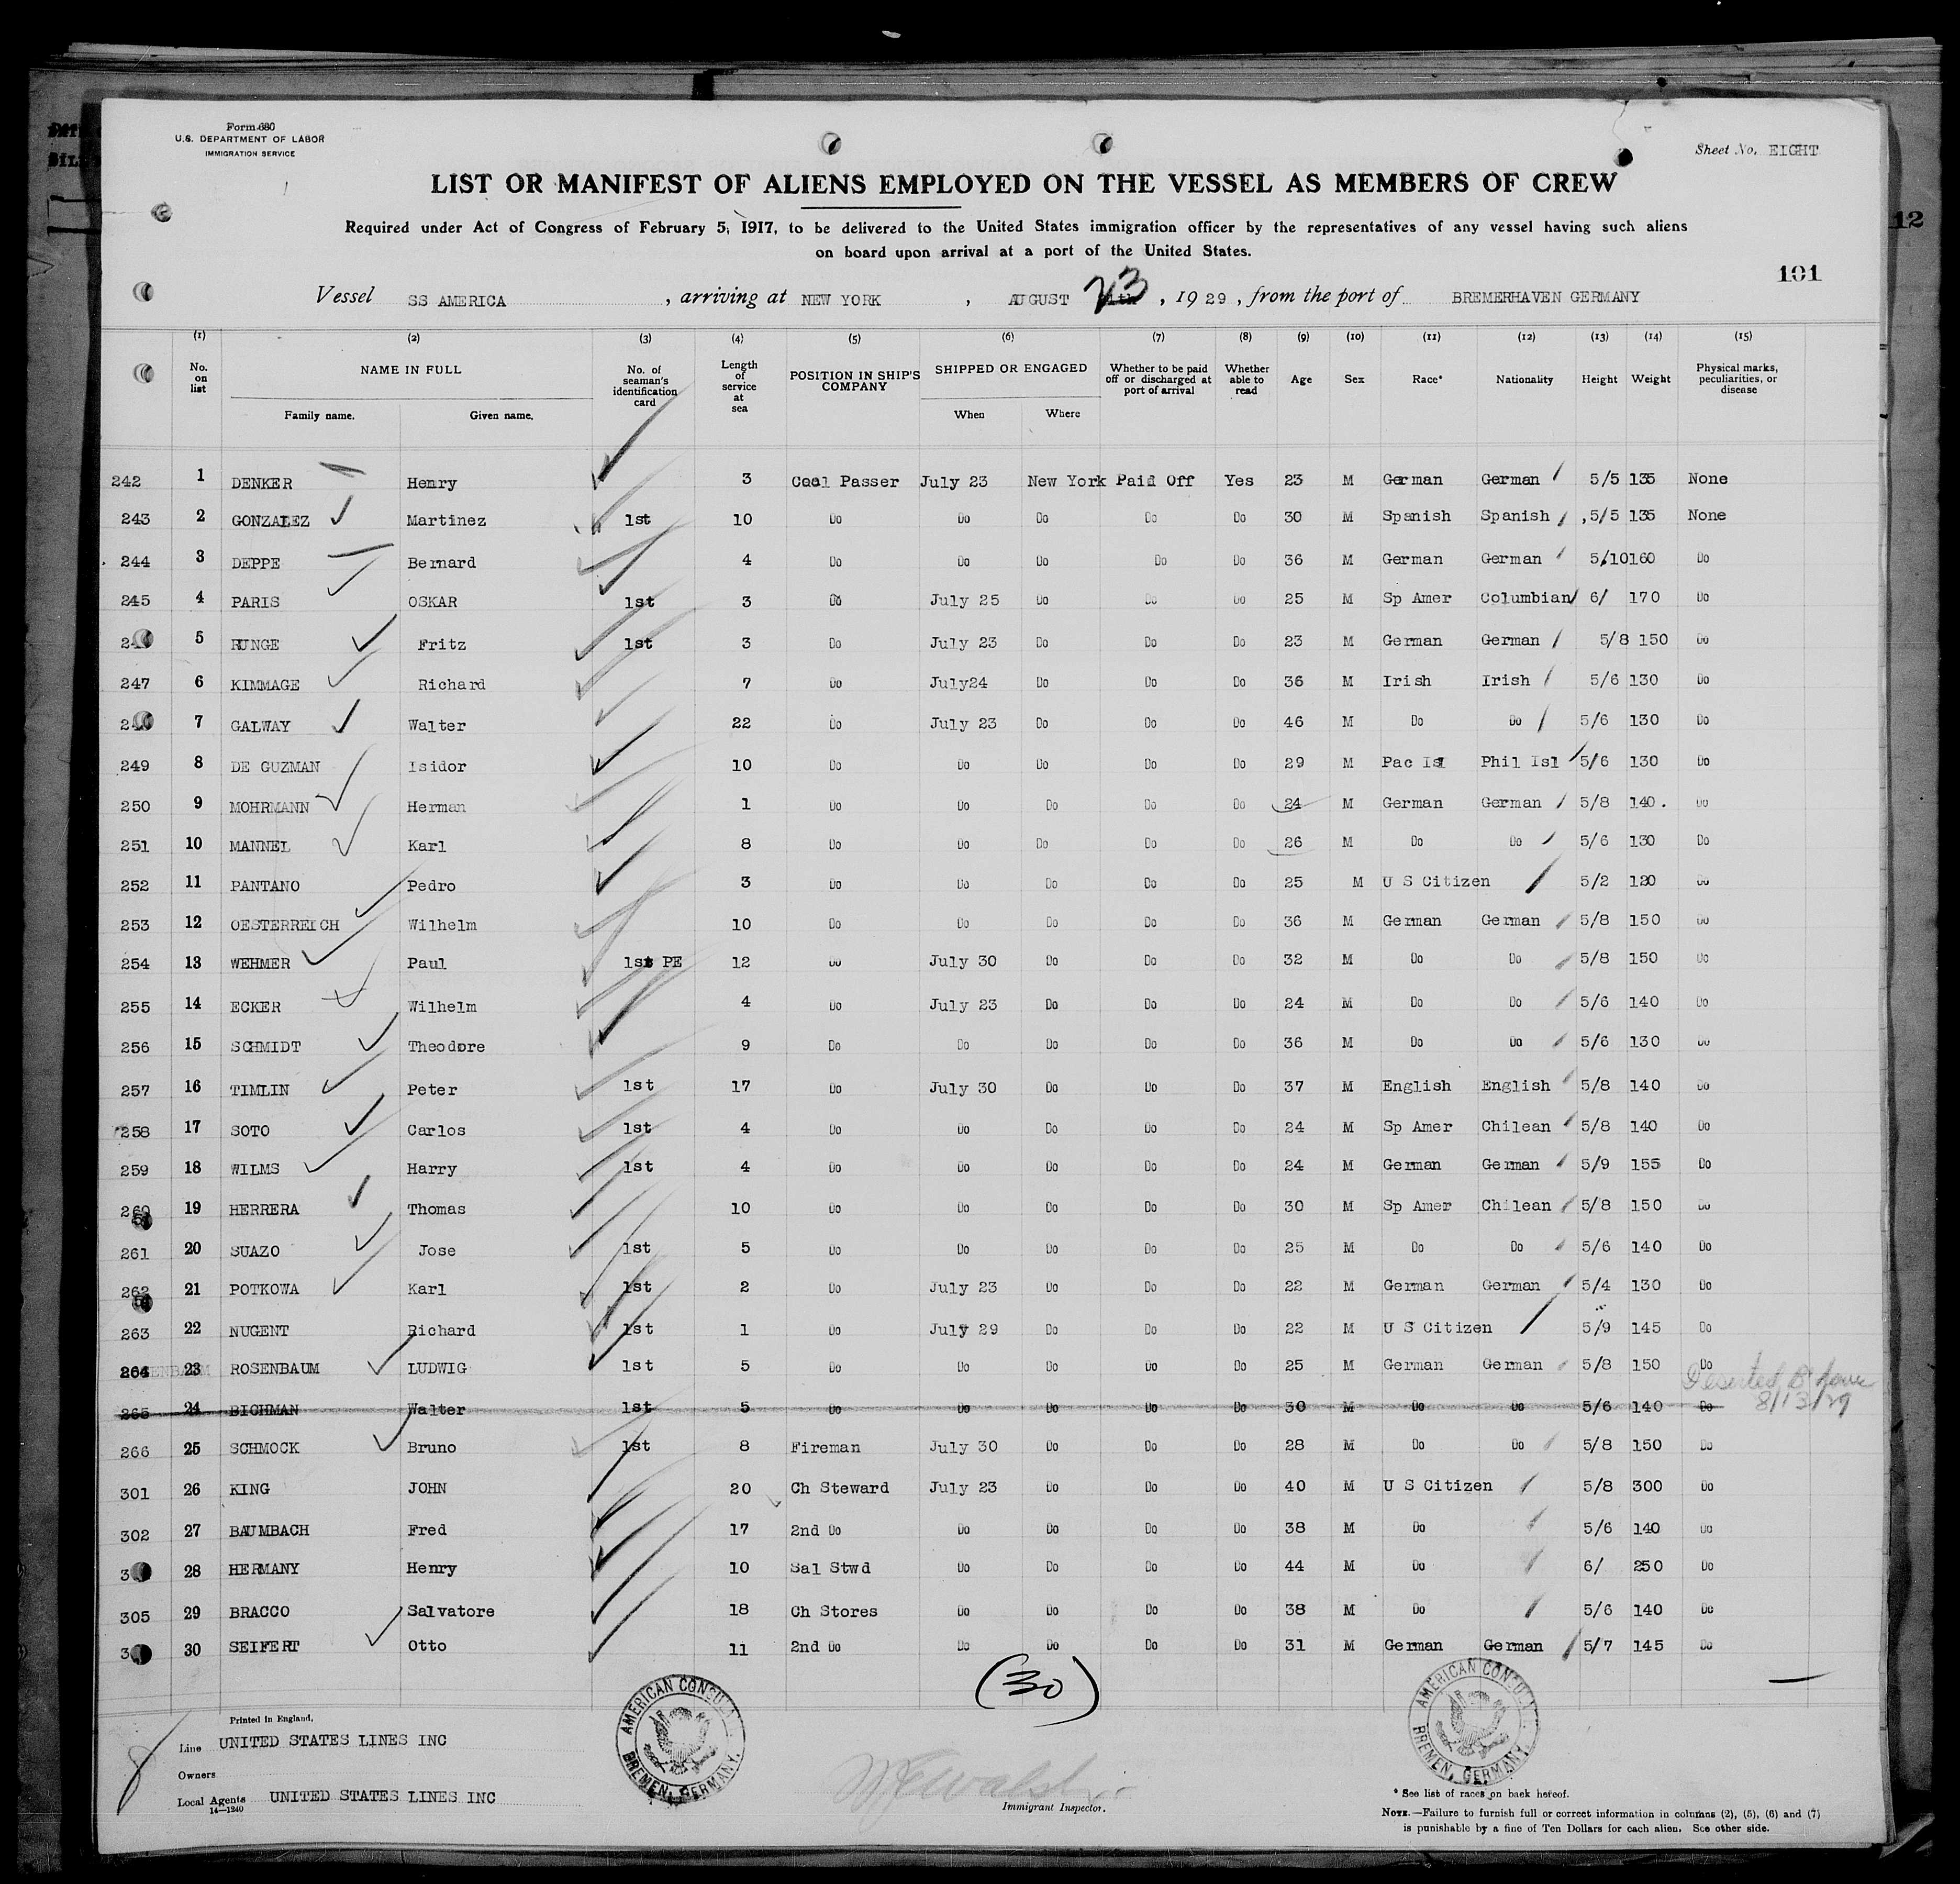 Form 680
U.S. DEPARTMENT OF LABOR
IMMIGRATION SERVICE
Sheet No. EIGHT
LIST OR MANIFEST OF ALIENS EMPLOYED ON THE VESSEL AS MEMBERS OF CREW
Required under Act of Congress of February 5, 1917, to be delivered to the United States immigration officer by the representatives of any vessel having such aliens
on board upon arrival at a port of the United States.
12
101
Vessel SS AMERICA, arriving at NEW YORK, AUGUST 23, 1929, from the port of BREMERHAVEN GERMANY
(1) (2) (3) (4) (5) (6) (7) (8) (9) (10) (11) (12) (13) (14) (15)
No. on list NAME IN FULL Family name. Given name. No. of seaman's identification card Length of service at sea POSITION IN SHIP'S COMPANY SHIPPED OR ENGAGED When Where Whether to be paid off or discharged at port of arrival Whether able to read Age Sex Race* Nationality Height Weight Physical marks, peculiarities, or disease
242 1 DENKER Henry 3 Coal Passer July 23 New York Paid Off Yes 23 M German German 5/5 135 None
243 2 GONZALEZ Martinez 1st 10 Do Do Do Do Do 30 M Spanish Spanish 5/5 135 None
244 3 DEPPE Bernard 4 Do Do Do Do Do 36 M German German 5/10 160 Do
245 4 PARIS OSKAR 1st 3 Do July 25 Do Do Do 25 M Sp Amer Columbian 6/ 170 Do
5 RUNGE Fritz 1st 3 Do July 23 Do Do Do 23 M German German 5/8 150 Do
247 6 KIMMAGE Richard 7 Do July24 Do Do Do 36 M Irish Irish 5/6 130 Do
7 GALWAY Walter 22 Do July 23 Do Do Do 46 M Do Do 5/6 130 Do
249 8 DE GUZMAN Isidor 10 Do Do Do Do Do 29 M Pac Isl Phil Isl 5/6 130 Do
250 9 MOHRMANN Herman 1 Do Do Do Do Do 24 M German German 5/8 140. Do
251 10 MANNEL Karl 8 Do Do Do Do Do 26 M Do Do 5/6 130 Do
252 11 PANTANO Pedro 3 Do Do Do Do Do 25 M U S Citizen 5/2 120 Do
253 12 OESTERREICH Wilhelm 10 Do Do Do Do Do 36 M German German 5/8 150 Do
254 13 WEHMER Paul 1st PE 12 Do July 30 Do Do Do 32 M Do Do 5/8 150 Do
255 14 ECKER Wilhelm 4 Do July 23 Do Do Do 24 M Do Do 5/6 140 Do
256 15 SCHMIDT Theodore 9 Do Do Do Do Do 36 M Do Do 5/6 130 Do
257 16 TIMLIN Peter 1st 17 Do July 30 Do Do Do 37 M English English 5/8 140 Do
258 17 SOTO Carlos 1st 4 Do Do Do Do Do 24 M Sp Amer Chilean 5/8 140 Do
259 18 WILMS Harry 1st 4 Do Do Do Do Do 24 M German German 5/9 155 Do
260 19 HERRERA Thomas 10 Do Do Do Do Do 30 M Sp Amer Chilean 5/8 150 Do
261 20 SUAZO Jose 1st 5 Do Do Do Do Do 25 M Do Do 5/6 140 Do
262 21 POTKOWA Karl 1st 2 Do July 23 Do Do Do 22 M German German 5/4 130 Do
263 22 NUGENT Richard 1st 1 Do July 29 Do Do Do 22 M U S Citizen 5/9 145 Do
264 23 ROSENBAUM LUDWIG 1st 5 Do Do Do Do Do 25 M German German 5/8 150 Do
265 24 BICHMAN Walter 1st 5 Do Do Do Do Do 30 M Do Do 5/6 140 Do Deserted 8/13/29
266 25 SCHMOCK Bruno 1st 8 Fireman July 30 Do Do Do 28 M Do Do 5/8 150 Do
301 26 KING JOHN 20 Ch Steward July 23 Do Do Do 40 M U S Citizen 5/8 300 Do
302 27 BAUMBACH Fred 17 2nd Do Do Do Do Do 38 M Do 5/6 140 Do
28 HERMANY Henry 10 Sal Stwd Do Do Do Do 44 M Do 6/ 250 Do
305 29 BRACCO Salvatore 18 Ch Stores Do Do Do Do 38 M Do 5/6 140 Do
30 SEIFERT Otto 11 2nd Do Do Do Do Do 31 M German German 5/7 145 Do
(30)
AMERICAN CONSULATE BREMEN, GERMANY.
AMERICAN CONSULATE BREMEN, GERMANY.
Printed in England.
Line UNITED STATES LINES INC
Owners
Local Agents UNITED STATES LINES INC
14—1240
8
Immigrant Inspector.
* See list of races on back hereof.
NOTE.—Failure to furnish full or correct information in columns (2), (5), (6) and (7)
is punishable by a fine of Ten Dollars for each alien. See other side.